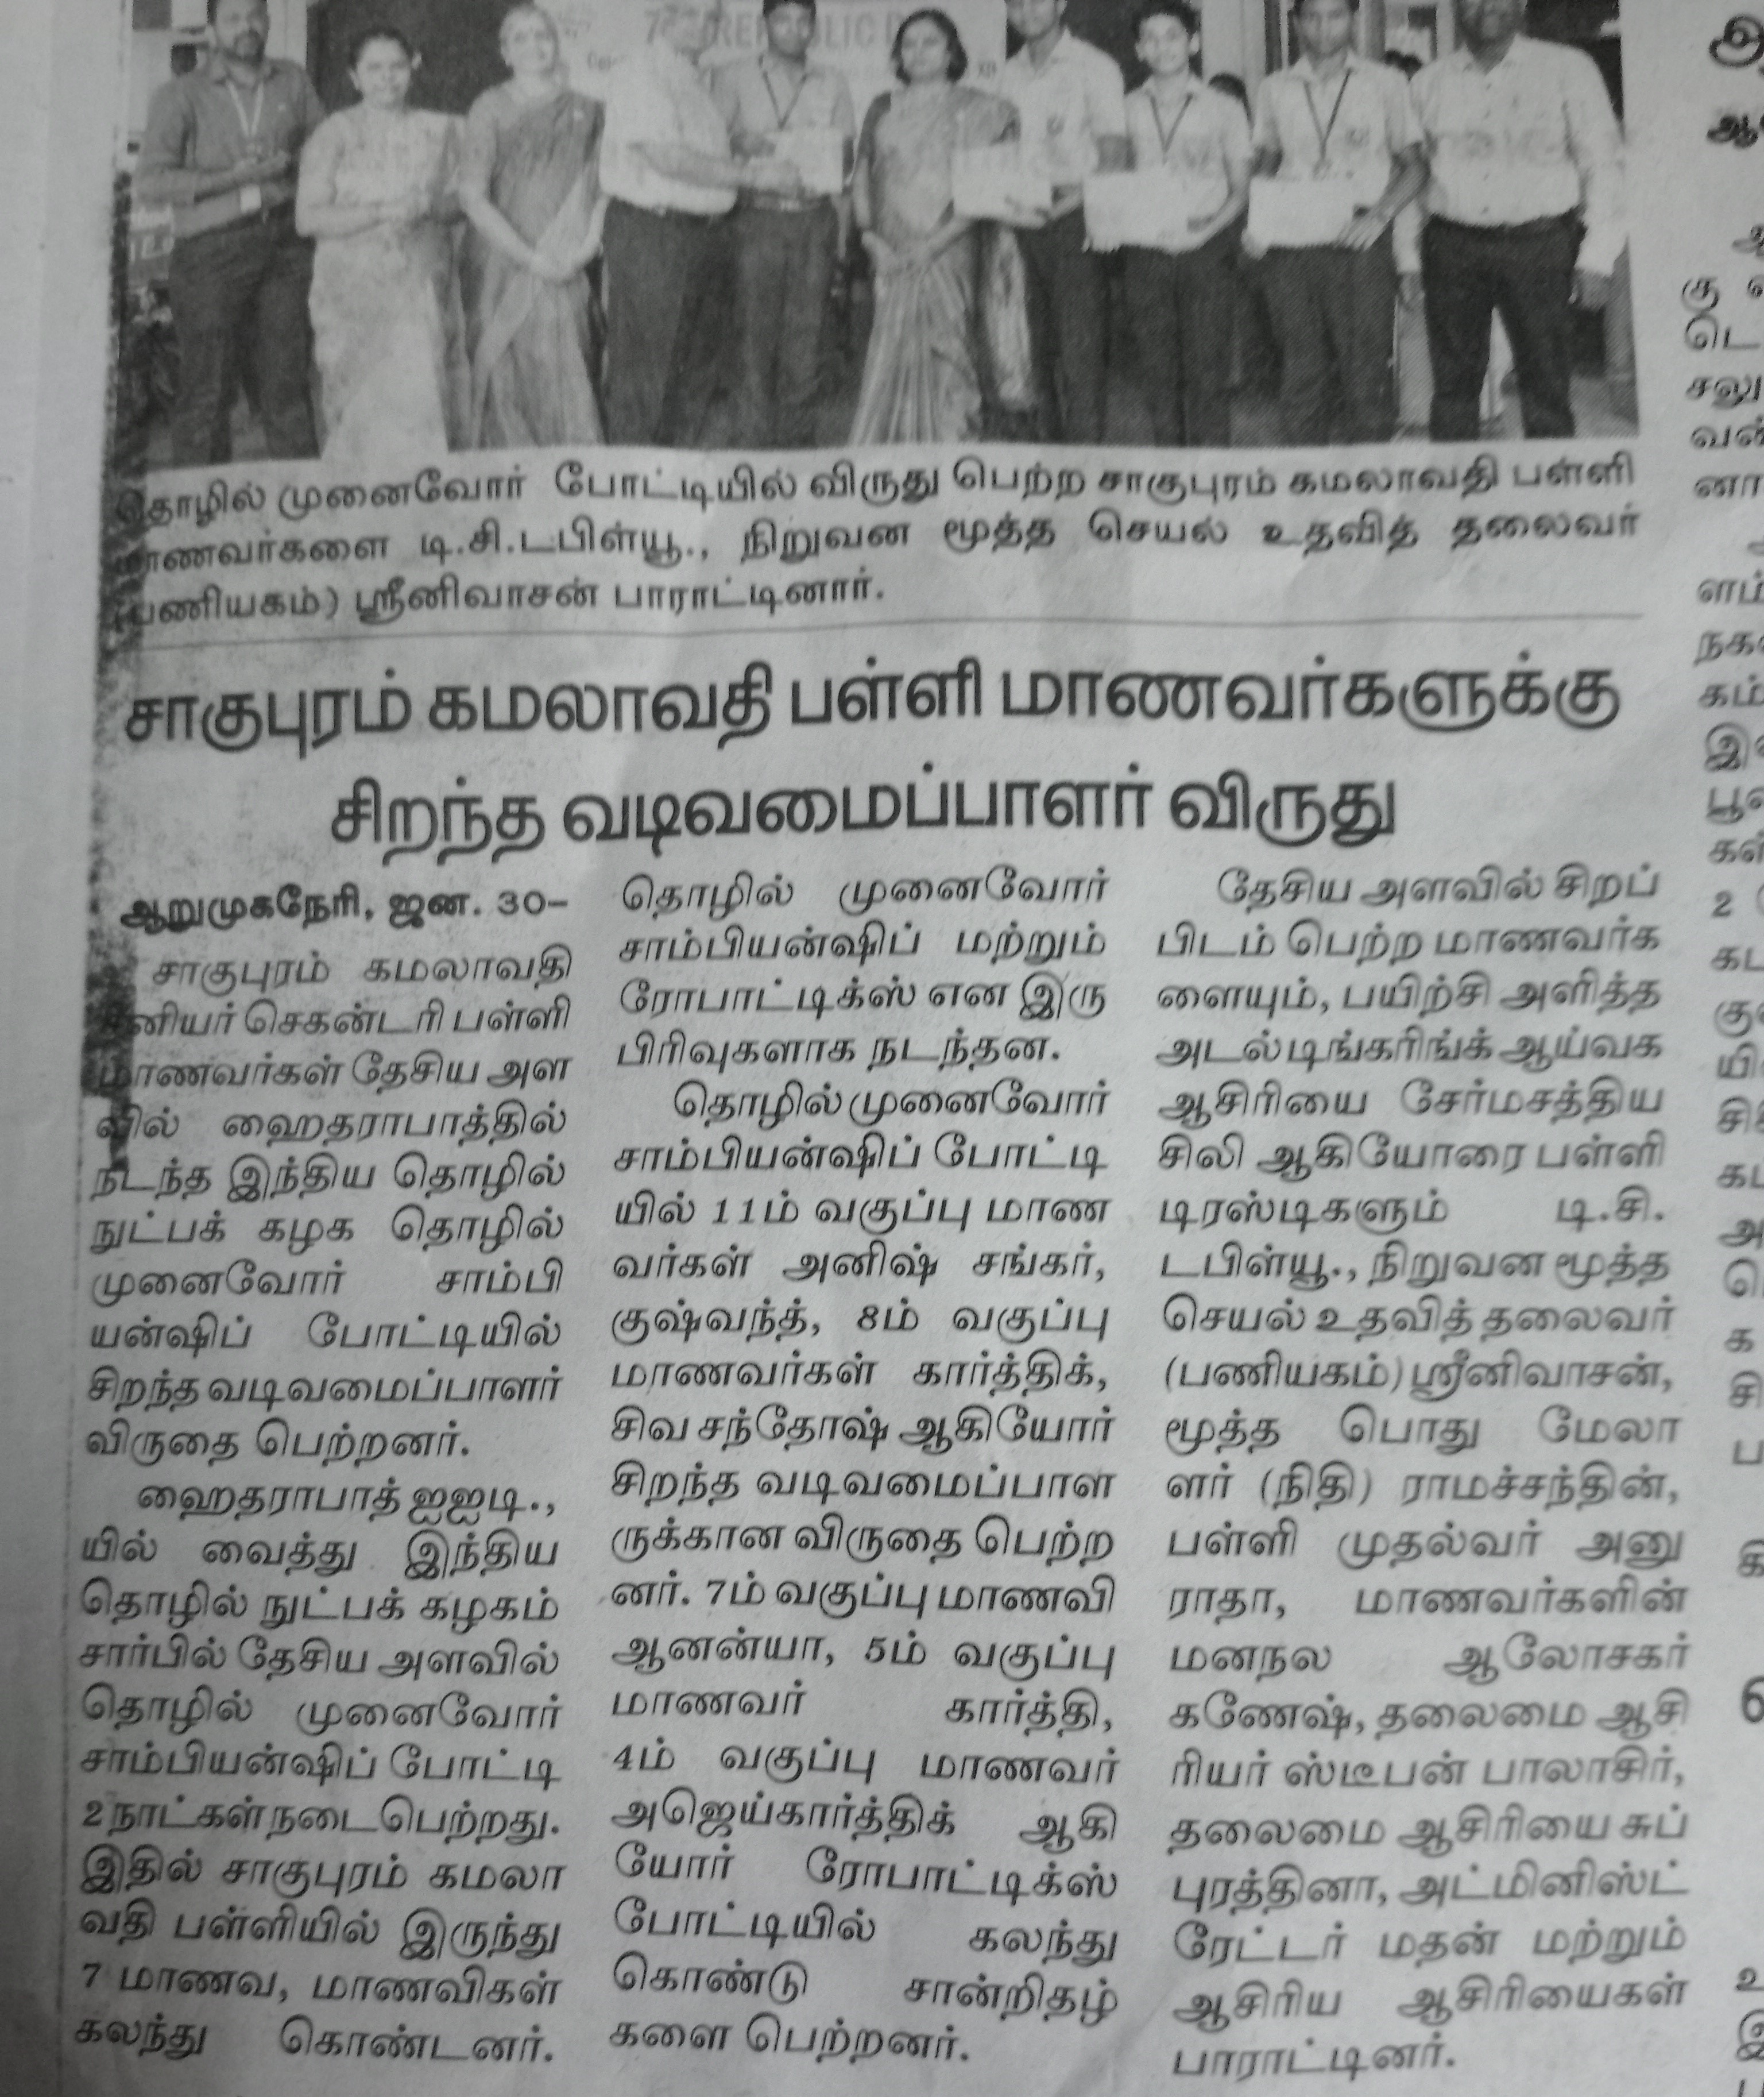 REPUBLIC
தொழில் முனைவோர் போட்டியில் விருது பெற்ற சாகுபுரம் கமலாவதி பள்ளி
மாணவர்களை டி.சி.டபிள்யூ., நிறுவன மூத்த செயல் உதவித் தலைவர்
(பணியகம்) ஸ்ரீனிவாசன் பாராட்டினார்.
சாகுபுரம் கமலாவதி பள்ளி மாணவர்களுக்கு
சிறந்த வடிவமைப்பாளர் விருது
ஆறுமுகநேரி, ஜன. 30–
சாகுபுரம் கமலாவதி
சீனியர் செகன்டரி பள்ளி
மாணவர்கள் தேசிய அள
வில் ஹைதராபாத்தில்
நடந்த இந்திய தொழில்
நுட்பக் கழக தொழில்
முனைவோர் சாம்பி
யன்ஷிப் போட்டியில்
சிறந்த வடிவமைப்பாளர்
விருதை பெற்றனர்.
ஹைதராபாத் ஐஐடி.,
யில் வைத்து இந்திய
தொழில் நுட்பக் கழகம்
சார்பில் தேசிய அளவில்
தொழில் முனைவோர்
சாம்பியன்ஷிப் போட்டி
2 நாட்கள் நடைபெற்றது.
இதில் சாகுபுரம் கமலா
வதி பள்ளியில் இருந்து
7 மாணவ, மாணவிகள்
கலந்து கொண்டனர்.
தொழில் முனைவோர்
சாம்பியன்ஷிப் மற்றும்
ரோபாட்டிக்ஸ் என இரு
பிரிவுகளாக நடந்தன.
தொழில் முனைவோர்
சாம்பியன்ஷிப் போட்டி
யில் 11ம் வகுப்பு மாண
வர்கள் அனிஷ் சங்கர்,
குஷ்வந்த், 8ம் வகுப்பு
மாணவர்கள் கார்த்திக்,
சிவ சந்தோஷ் ஆகியோர்
சிறந்த வடிவமைப்பாள
ருக்கான விருதை பெற்ற
னர். 7ம் வகுப்பு மாணவி
ஆனன்யா, 5ம் வகுப்பு
மாணவர் கார்த்தி,
4ம் வகுப்பு மாணவர்
அஜெய்கார்த்திக் ஆகி
யோர் ரோபாட்டிக்ஸ்
போட்டியில் கலந்து
கொண்டு சான்றிதழ்
களை பெற்றனர்.
தேசிய அளவில் சிறப்
பிடம் பெற்ற மாணவர்க
ளையும், பயிற்சி அளித்த
அடல் டிங்கரிங்க் ஆய்வக
ஆசிரியை சேர்மசத்திய
சிலி ஆகியோரை பள்ளி
டிரஸ்டிகளும் டி.சி.
டபிள்யூ., நிறுவன மூத்த
செயல் உதவித் தலைவர்
(பணியகம்) ஸ்ரீனிவாசன்,
மூத்த பொது மேலா
ளர் (நிதி) ராமச்சந்தின்,
பள்ளி முதல்வர் அனு
ராதா, மாணவர்களின்
மனநல ஆலோசகர்
கணேஷ், தலைமை ஆசி
ரியர் ஸ்டீபன் பாலாசிர்,
தலைமை ஆசிரியை சுப்
புரத்தினா, அட்மினிஸ்ட்
ரேட்டர் மதன் மற்றும்
ஆசிரிய ஆசிரியைகள்
பாராட்டினர்.